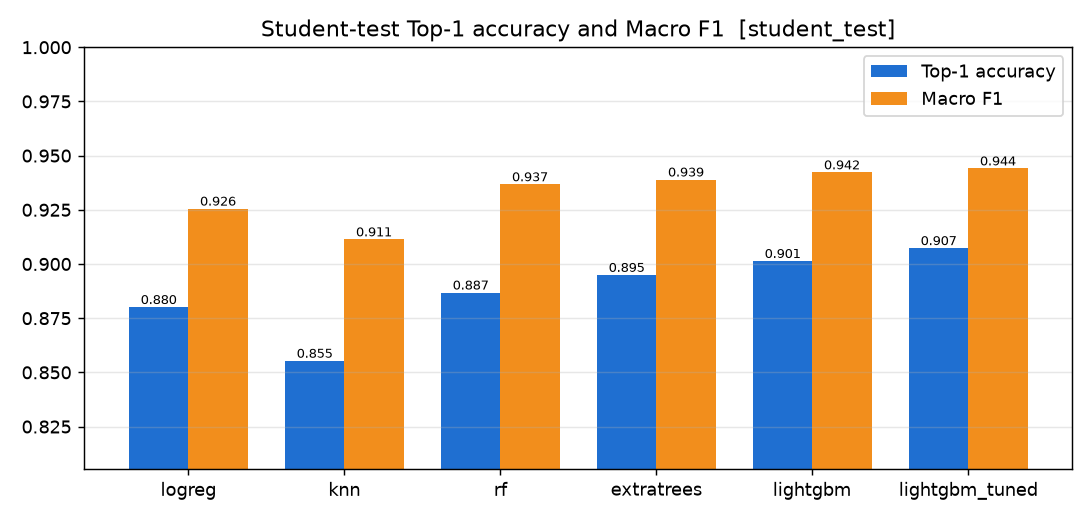 Student-test Top-1 accuracy and Macro F1 [student_test]
1.000
0.975
0.950
0.925
0.900
0.875
0.850
0.825
Top-1 accuracy
Macro F1
0.880
0.926
0.855
0.911
0.887
0.937
0.895
0.939
0.901
0.942
0.907
0.944
logreg
knn
rf
extratrees
lightgbm
lightgbm_tuned